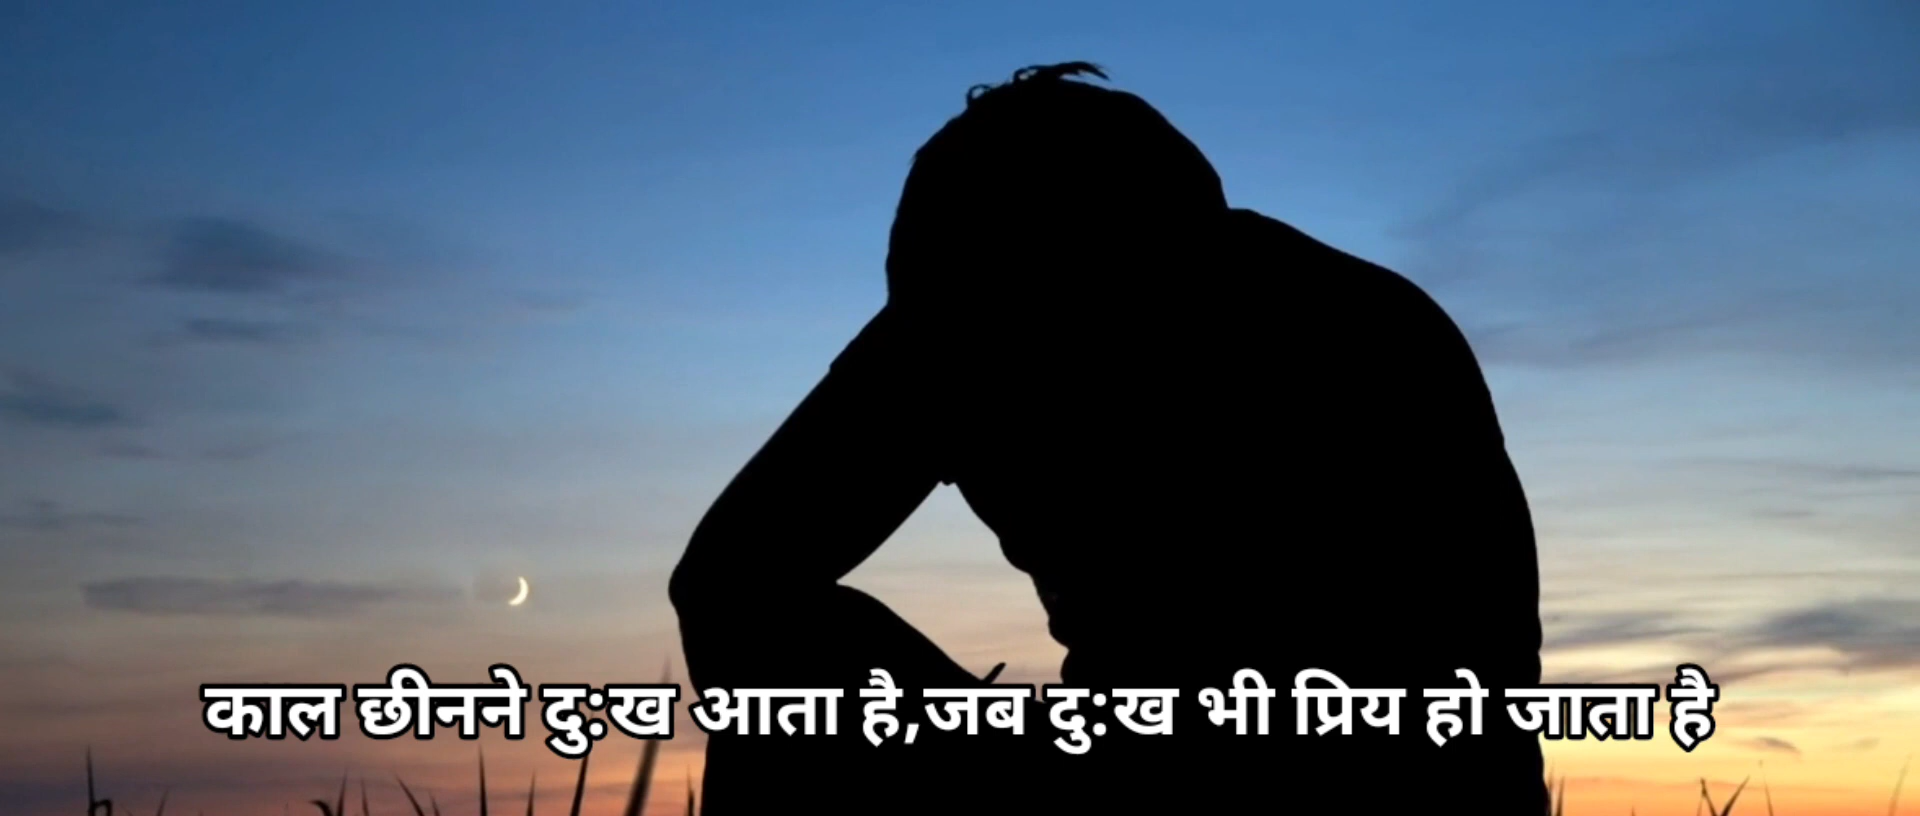 काल छीनने दु:ख आता है,जब दु:ख भी प्रिय हो जाता है